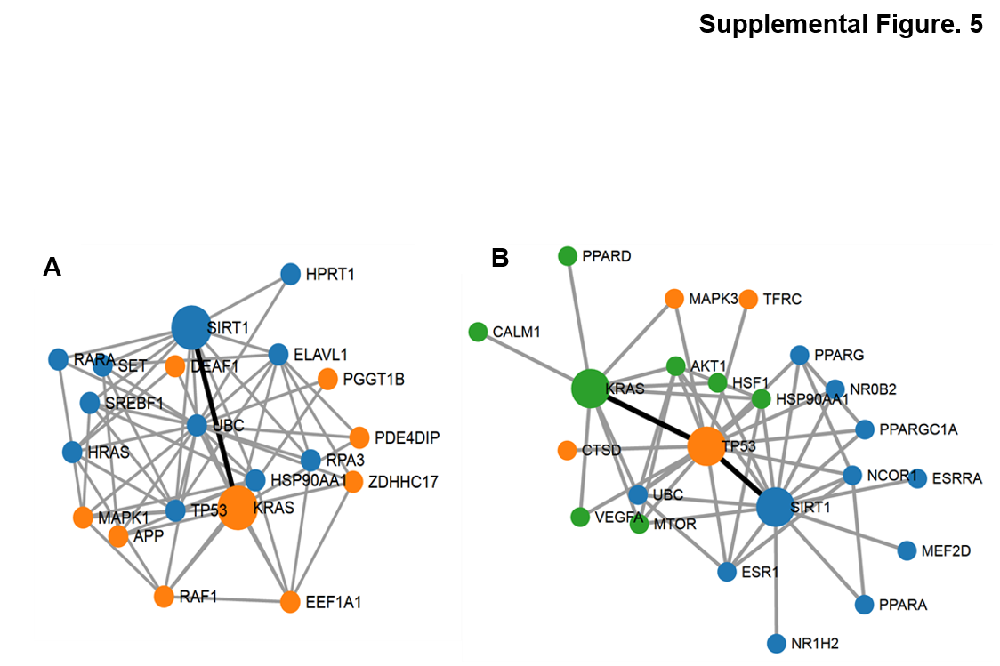 Supplemental Figure. 5
A
HPRT1
SIRT1
RARA
SET
DEAF1
ELAVL1
PGGT1B
SREBF1
UBC
PDE4DIP
HRAS
RPA3
HSP90AA1
ZDHHC17
MAPK1
TP53
KRAS
APP
RAF1
EEF1A1
B
PPARD
MAPK3
TFRC
CALM1
PPARG
AKT1
HSF1
KRAS
NR0B2
HSP90AA1
PPARGC1A
TP53
CTSD
NCOR1
ESRRA
UBC
SIRT1
VEGFA
MTOR
MEF2D
ESR1
PPARA
NR1H2